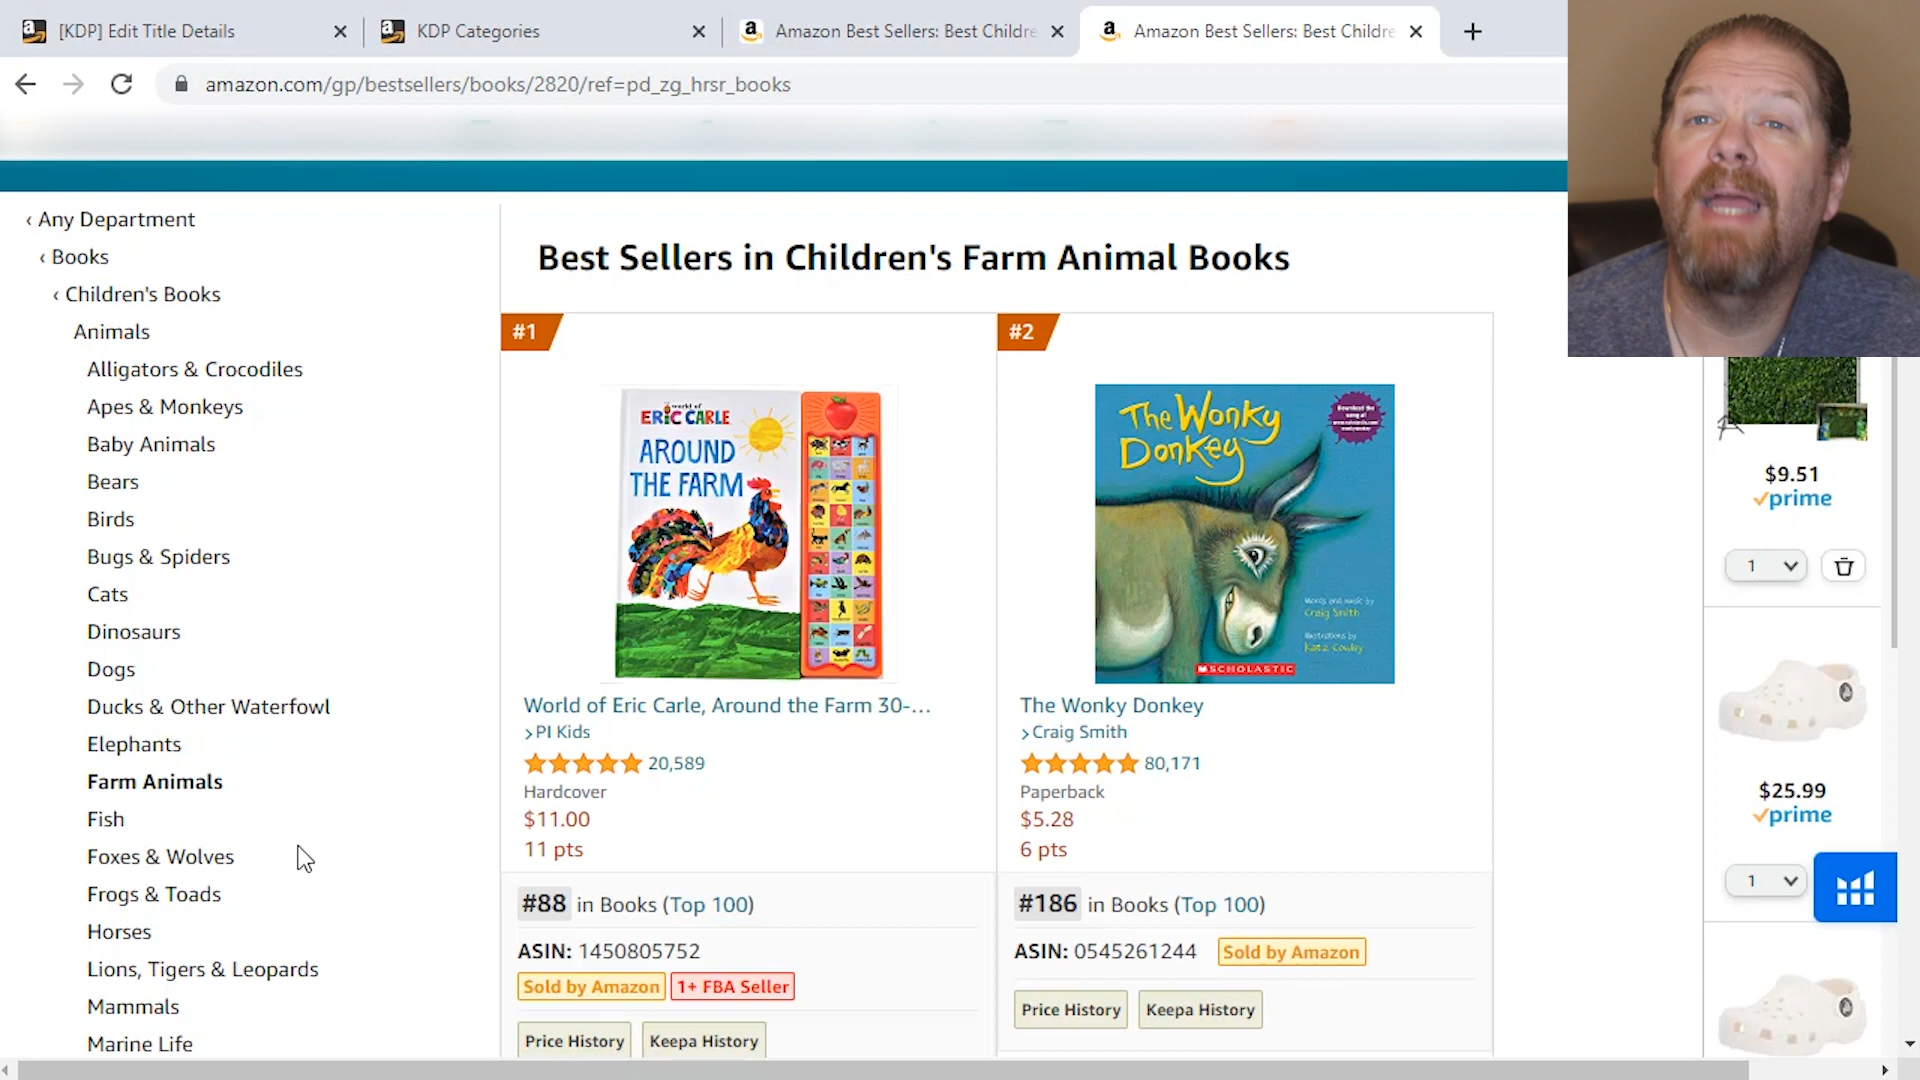 [KDP] Edit Title Details
KDP Categories
Amazon Best Sellers: Best Childre
Amazon Best Sellers: Best Childre
amazon.com/gp/bestsellers/books/2820/ref=pd_zg_hrsr_books
‹ Any Department
‹ Books
‹ Children's Books
Animals
Alligators & Crocodiles
Apes & Monkeys
Baby Animals
Bears
Birds
Bugs & Spiders
Cats
Dinosaurs
Dogs
Ducks & Other Waterfowl
Elephants
Farm Animals
Fish
Foxes & Wolves
Frogs & Toads
Horses
Lions, Tigers & Leopards
Mammals
Marine Life
Best Sellers in Children's Farm Animal Books
#1
world of
ERIC CARLE
AROUND
THE FARM
World of Eric Carle, Around the Farm 30-...
› PI Kids
20,589
Hardcover
$11.00
11 pts
#88 in Books (Top 100)
ASIN: 1450805752
Sold by Amazon
1+ FBA Seller
Price History
Keepa History
#2
The Wonky
Donkey
Words and music by
Craig Smith
Illustrations by
Katz Cowley
SCHOLASTIC
The Wonky Donkey
› Craig Smith
80,171
Paperback
$5.28
6 pts
#186 in Books (Top 100)
ASIN: 0545261244
Sold by Amazon
Price History
Keepa History
$9.51
prime
1
$25.99
prime
1